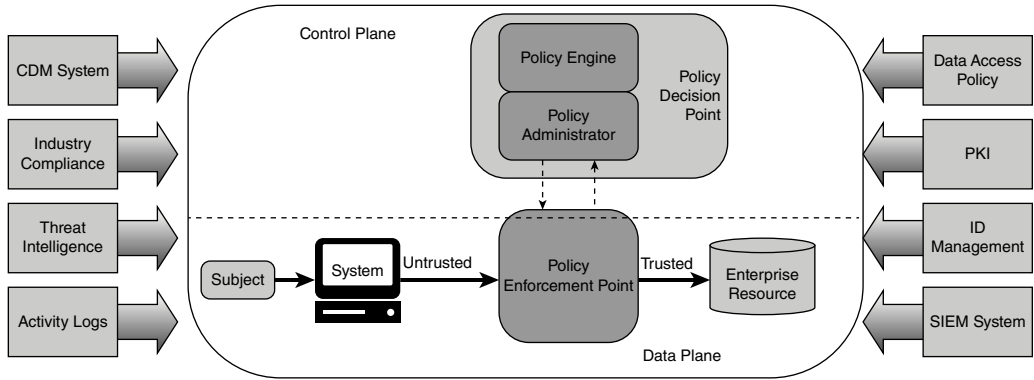 Control Plane
CDM System
Industry
Compliance
Threat
Intelligence
Activity Logs
Policy Engine
Policy
Administrator
Policy
Decision
Point
Subject
System
Untrusted
Policy
Enforcement Point
Trusted
Enterprise
Resource
Data Plane
Data Access
Policy
PKI
ID
Management
SIEM System